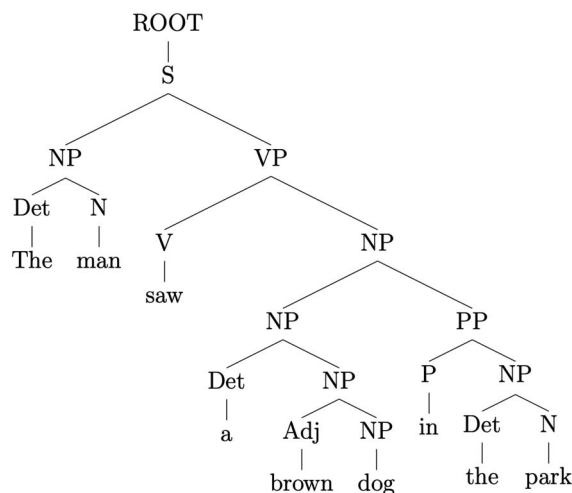 ROOT
S
NP VP
Det N V NP
The man saw
NP PP
Det NP P NP
a Adj NP in Det N
brown dog the park